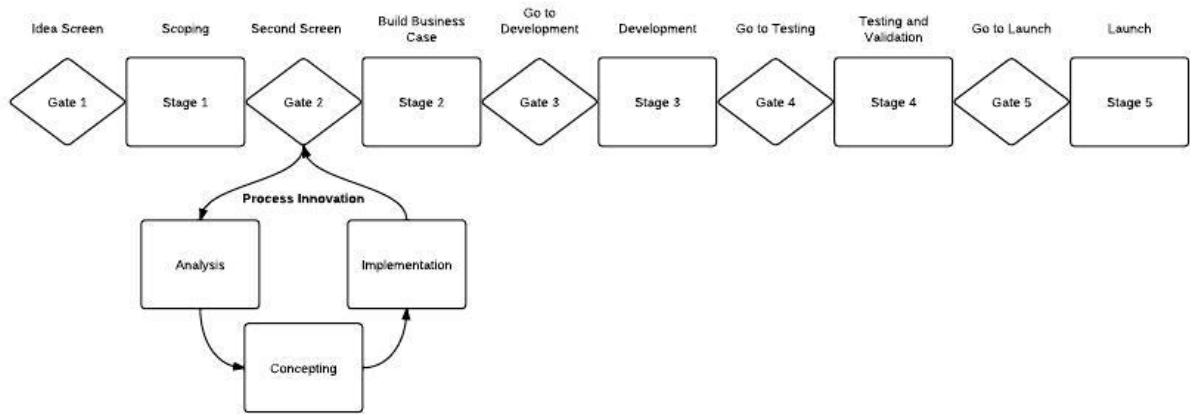 Idea Screen
Scoping
Second Screen
Build Business
Case
Go to
Development
Development
Go to Testing
Testing and
Validation
Go to Launch
Launch
Gate 1
Stage 1
Gate 2
Stage 2
Gate 3
Stage 3
Gate 4
Stage 4
Gate 5
Stage 5
Process Innovation
Analysis
Implementation
Concepting